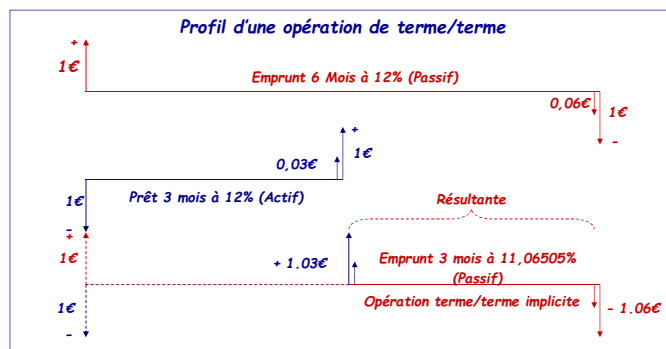 Profil d'une opération de terme/terme
+
1€
Emprunt 6 Mois à 12% (Passif)
0,06€
1€
-
+
0,03€
1€
1€
Prêt 3 mois à 12% (Actif)
-
Résultante
+
1€
+ 1.03€
Emprunt 3 mois à 11,06505%
(Passif)
Opération terme/terme implicite
1€
- 1.06€
-